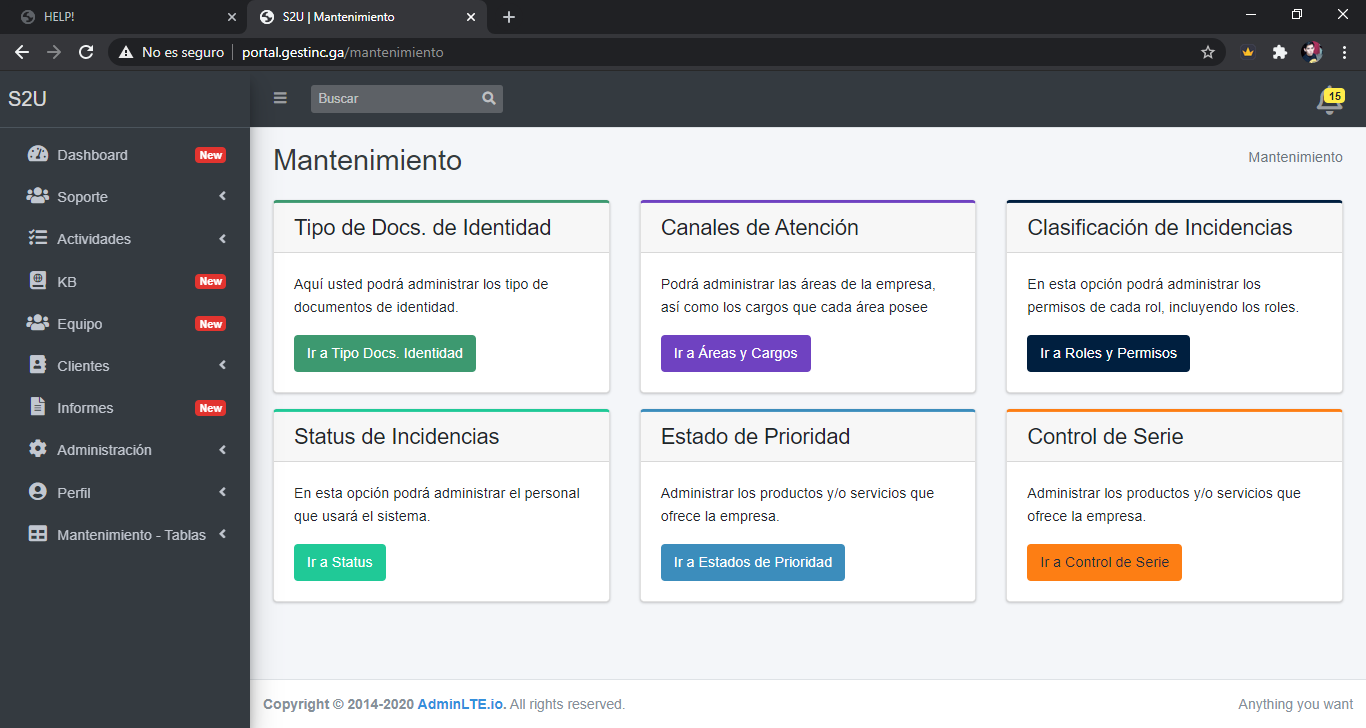 HELP!
S2U | Mantenimiento
No es seguro
portal.gestinc.ga/mantenimiento
S2U
Buscar
15
Dashboard New
Soporte
Actividades
KB New
Equipo New
Clientes
Informes New
Administración
Perfil
Mantenimiento - Tablas
Mantenimiento
Mantenimiento
Tipo de Docs. de Identidad
Aquí usted podrá administrar los tipo de
documentos de identidad.
Ir a Tipo Docs. Identidad
Canales de Atención
Podrá administrar las áreas de la empresa,
así como los cargos que cada área posee
Ir a Áreas y Cargos
Clasificación de Incidencias
En esta opción podrá administrar los
permisos de cada rol, incluyendo los roles.
Ir a Roles y Permisos
Status de Incidencias
En esta opción podrá administrar el personal
que usará el sistema.
Ir a Status
Estado de Prioridad
Administrar los productos y/o servicios que
ofrece la empresa.
Ir a Estados de Prioridad
Control de Serie
Administrar los productos y/o servicios que
ofrece la empresa.
Ir a Control de Serie
Copyright © 2014-2020 AdminLTE.io. All rights reserved.
Anything you want